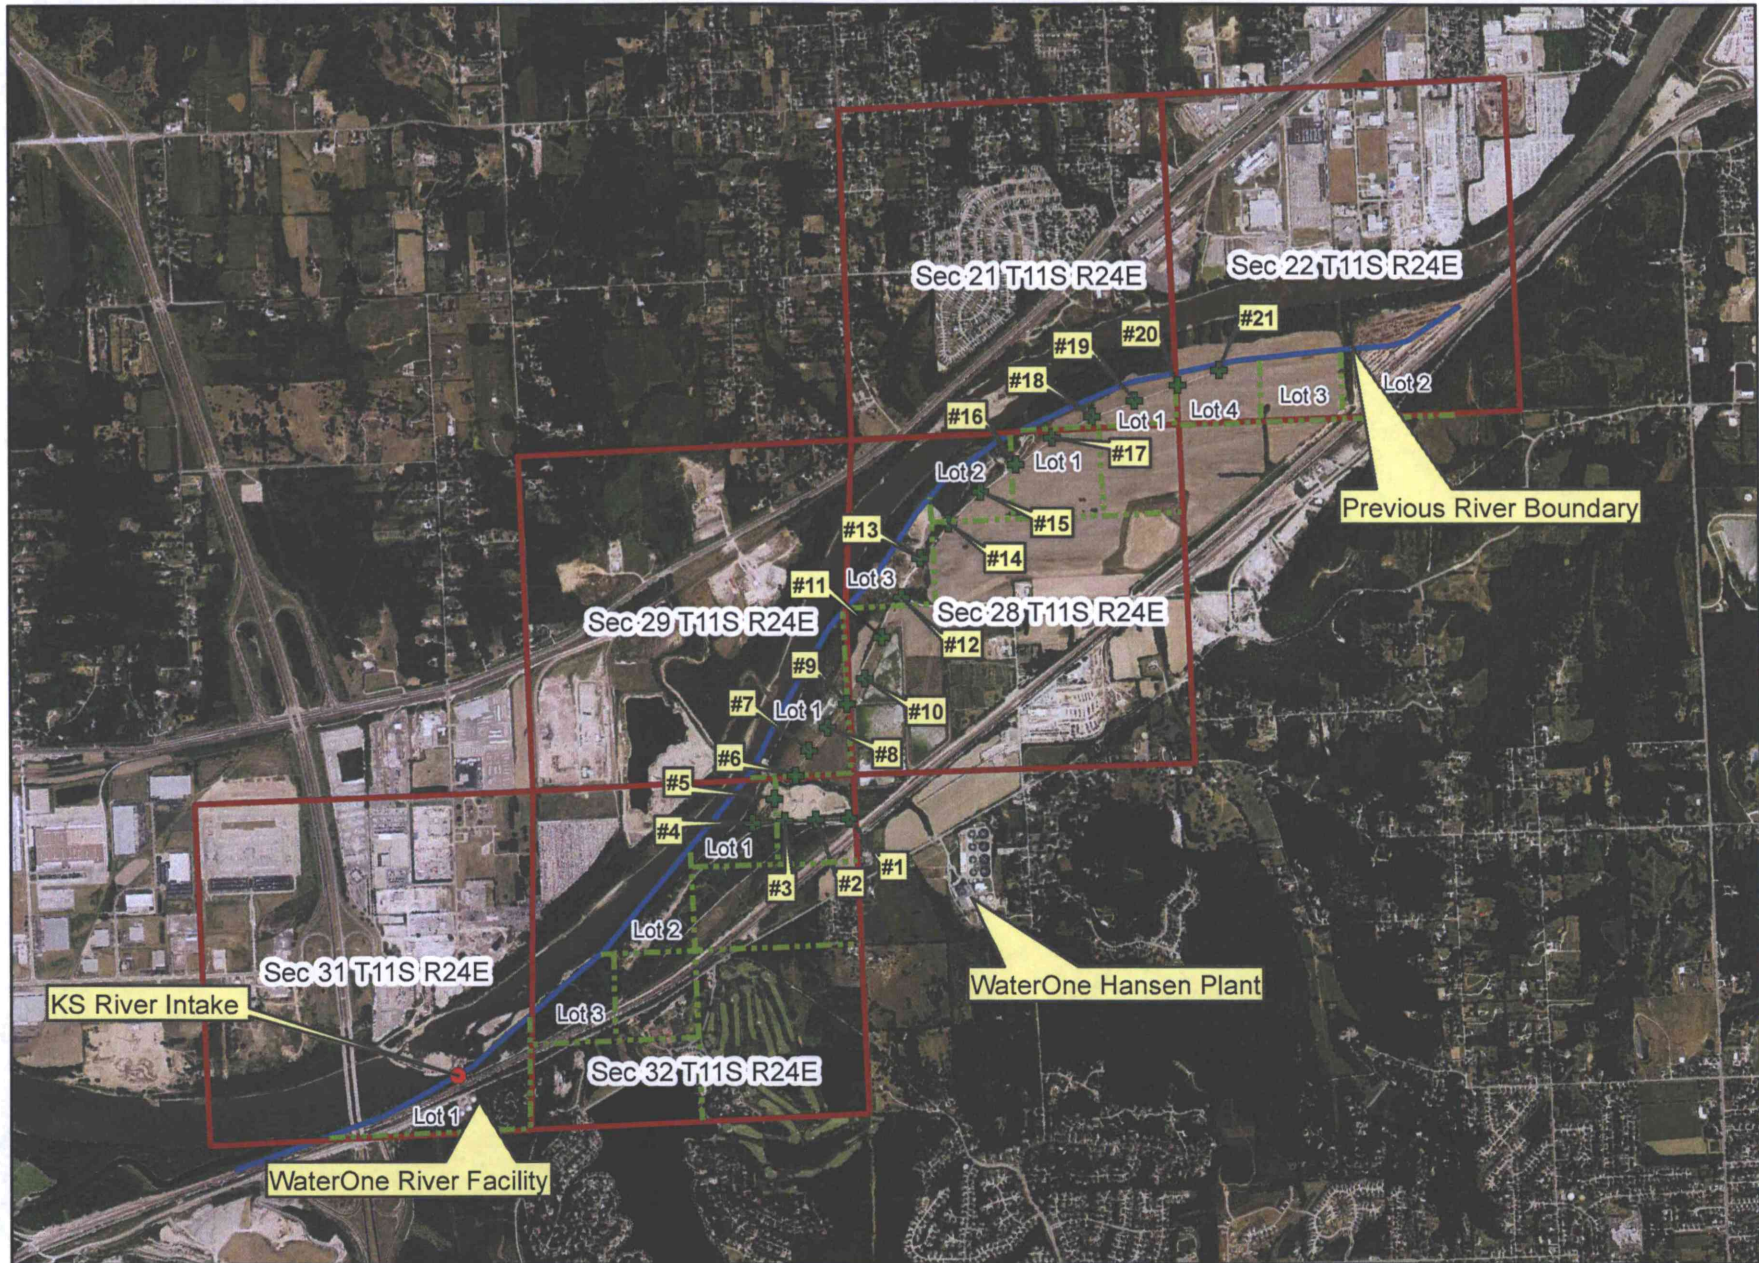 Sec 21 T11S R24E
Sec 22 T11S R24E
#21
#20
#19
#18
Lot 2
Lot 3
Lot 4
Lot 1
#16
#17
Lot 1
Lot 2
Previous River Boundary
#15
#13
#14
Lot 3
#11
Sec 28 T11S R24E
Sec 29 T11S R24E
#12
#9
#10
#7
Lot 1
#8
#6
#5
#4
Lot 1
#1
#2
#3
Lot 2
Sec 31 T11S R24E
WaterOne Hansen Plant
KS River Intake
Lot 3
Sec 32 T11S R24E
Lot 1
WaterOne River Facility